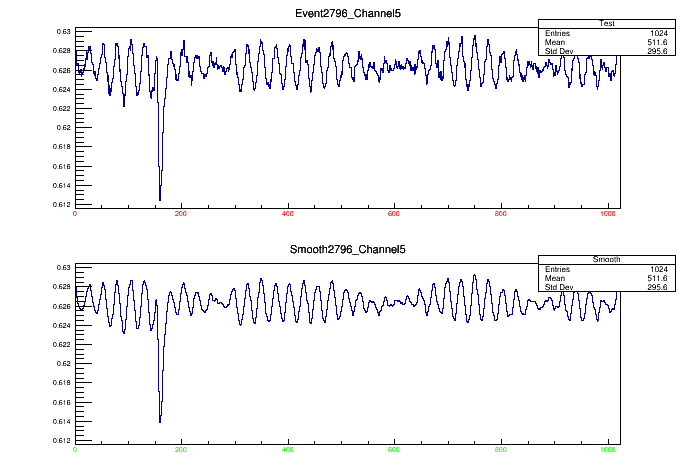 Event2796_Channel5
Test
Entries 1024
Mean 511.6
Std Dev 295.6
0.63
0.628
0.626
0.624
0.622
0.62
0.618
0.616
0.614
0.612
0 200 400 600 800 1000
Smooth2796_Channel5
Smooth
Entries 1024
Mean 511.6
Std Dev 295.6
0.63
0.628
0.626
0.624
0.622
0.62
0.618
0.616
0.614
0.612
0 200 400 600 800 1000